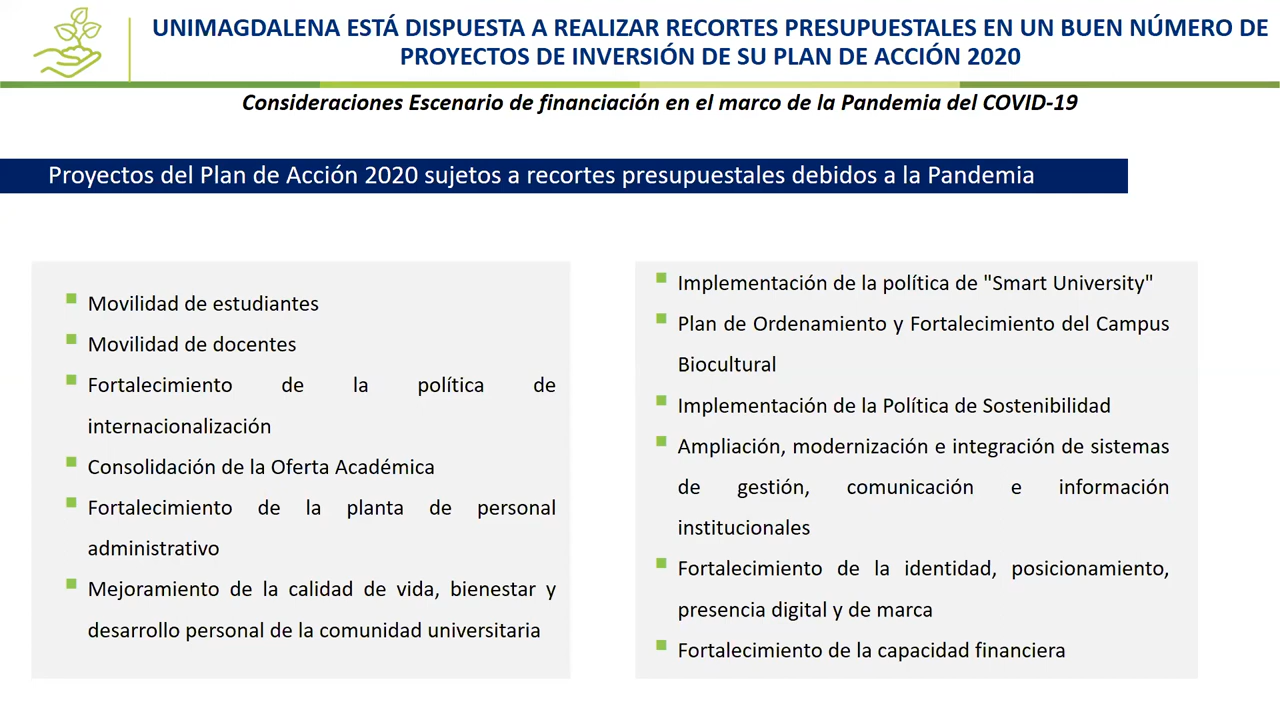 UNIMAGDALENA ESTÁ DISPUESTA A REALIZAR RECORTES PRESUPUESTALES EN UN BUEN NÚMERO DE
PROYECTOS DE INVERSIÓN DE SU PLAN DE ACCIÓN 2020
Consideraciones Escenario de financiación en el marco de la Pandemia del COVID-19
Proyectos del Plan de Acción 2020 sujetos a recortes presupuestales debidos a la Pandemia
Movilidad de estudiantes
Movilidad de docentes
Fortalecimiento de la política de
internacionalización
Consolidación de la Oferta Académica
Fortalecimiento de la planta de personal
administrativo
Mejoramiento de la calidad de vida, bienestar y
desarrollo personal de la comunidad universitaria
Implementación de la política de "Smart University"
Plan de Ordenamiento y Fortalecimiento del Campus
Biocultural
Implementación de la Política de Sostenibilidad
Ampliación, modernización e integración de sistemas
de gestión, comunicación e información
institucionales
Fortalecimiento de la identidad, posicionamiento,
presencia digital y de marca
Fortalecimiento de la capacidad financiera